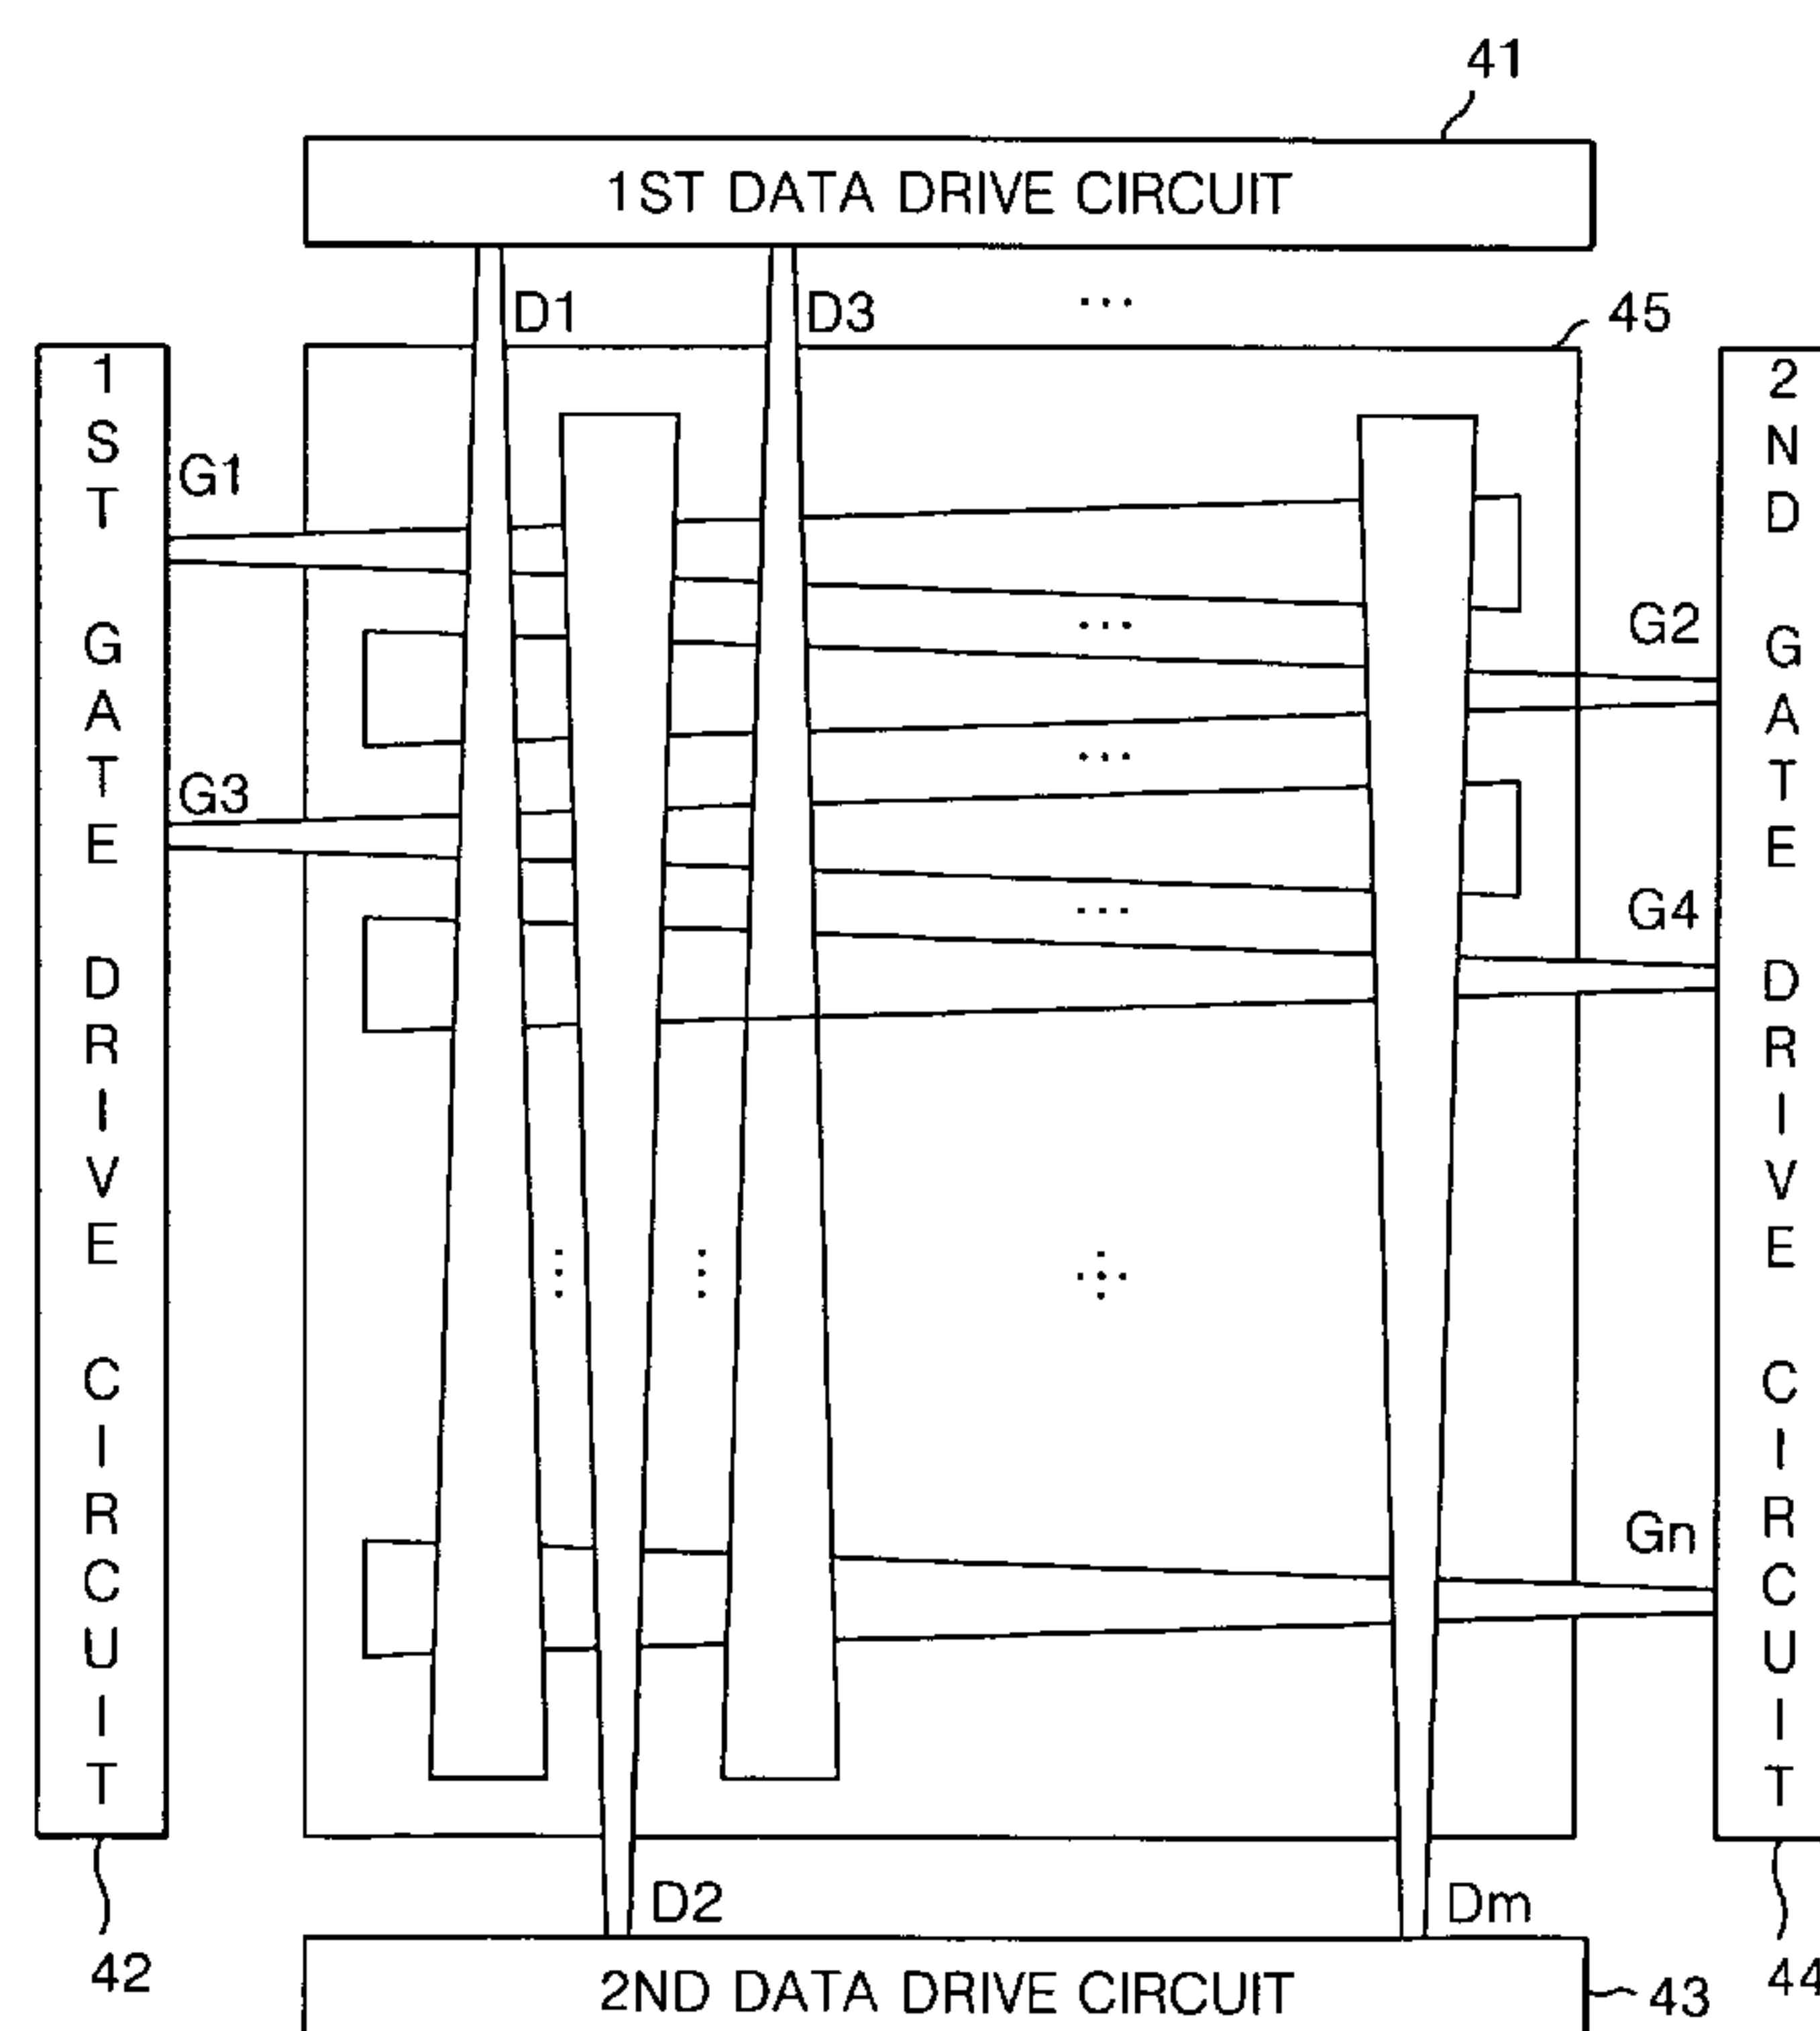 41
1ST DATA DRIVE CIRCUIT
D1
D3
...
45
1ST GATE DRIVE CIRCUIT
2ND GATE DRIVE CIRCUIT
G1
G2
...
...
G3
G4
...
Gn
D2
Dm
42
44
2ND DATA DRIVE CIRCUIT
43